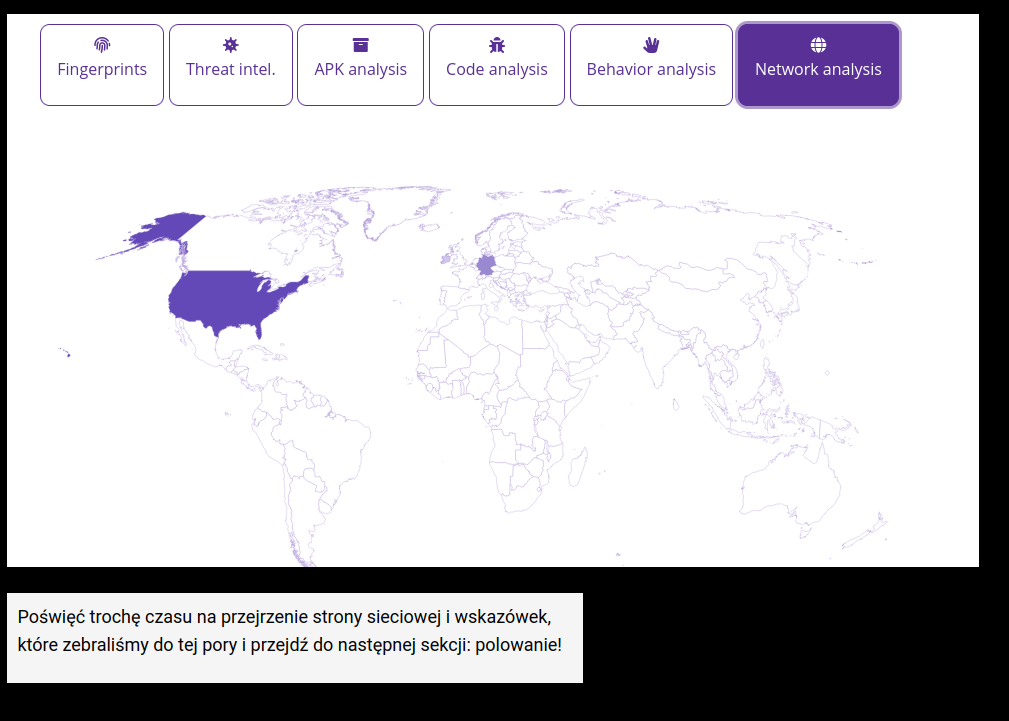 Fingerprints
Threat intel.
APK analysis
Code analysis
Behavior analysis
Network analysis
Poświęć trochę czasu na przejrzenie strony sieciowej i wskazówek,
które zebraliśmy do tej pory i przejdź do następnej sekcji: polowanie!